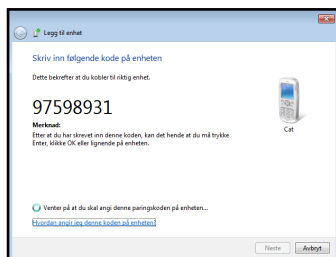 Legg til enhet
Skriv inn følgende kode på enheten
Dette bekrefter at du kobler til riktig enhet.
97598931
Merknad:
Etter at du har skrevet inn denne koden, kan det hende at du må trykke
Enter, klikke OK eller lignende på enheten.
Cat
Venter på at du skal angi denne paringskoden på enheten...
Hvordan angir jeg denne koden på enheten?
Neste
Avbryt